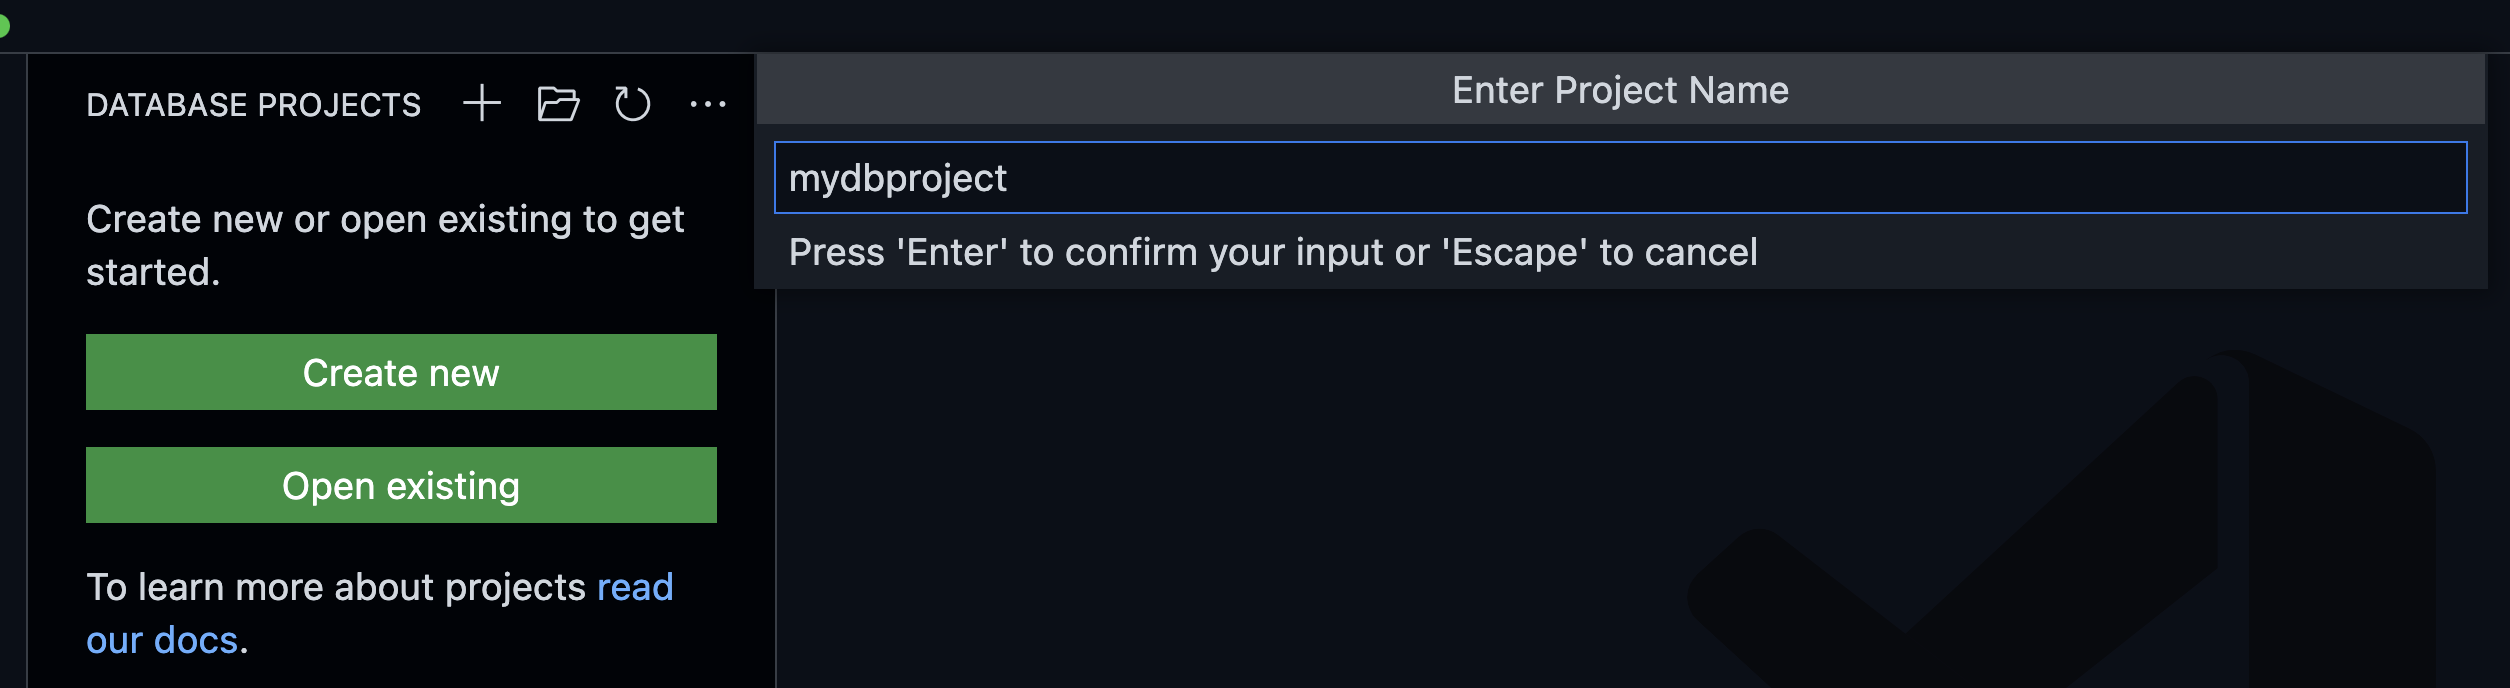 DATABASE PROJECTS
Create new or open existing to get
started.
Create new
Open existing
To learn more about projects read
our docs.
Enter Project Name
mydbproject
Press 'Enter' to confirm your input or 'Escape' to cancel